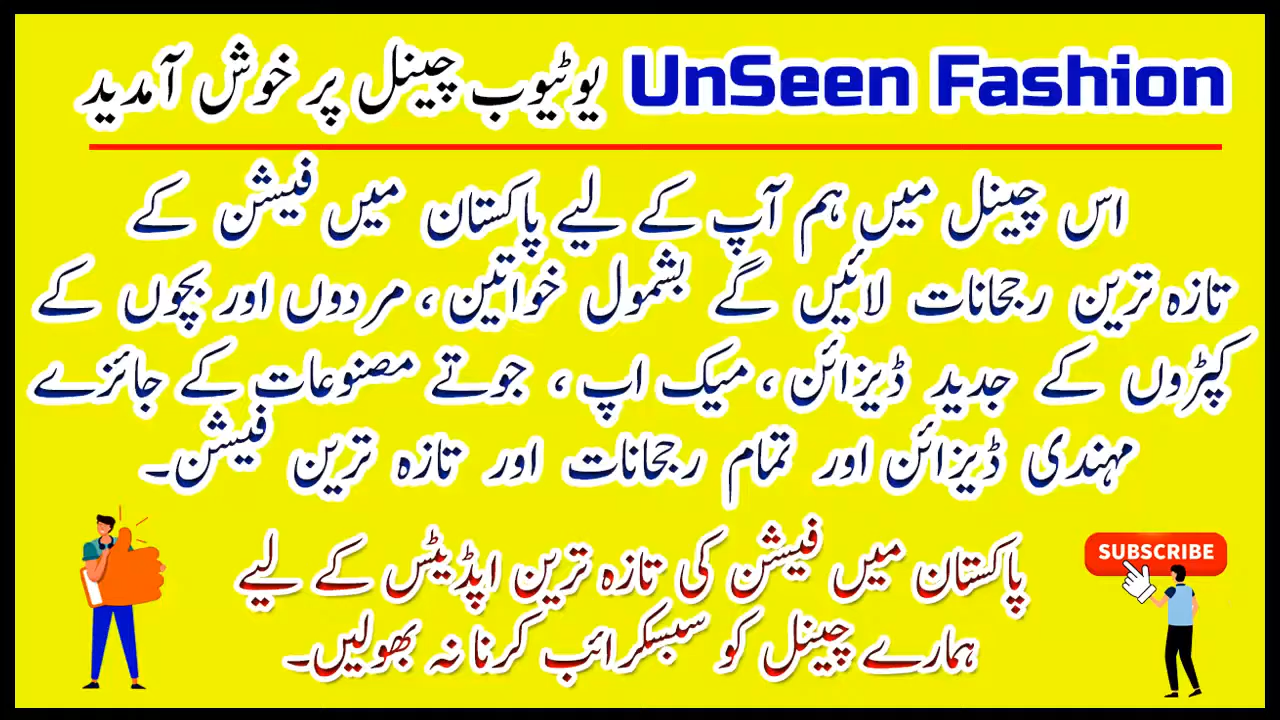 UnSeen Fashion یوٹیوب چینل پر خوش آمدید
اس چینل میں ہم آپ کے لیے پاکستان میں فیشن کے
تازہ ترین رجحانات لائیں گے بشمول خواتین، مردوں اور بچوں کے
کپڑوں کے جدید ڈیزائن، میک اپ، جوتے مصنوعات کے جائزے
مہندی ڈیزائن اور تمام رجحانات اور تازہ ترین فیشن۔
پاکستان میں فیشن کی تازہ ترین اپڈیٹس کے لیے
ہمارے چینل کو سبسکرائب کرنا نہ بھولیں۔
SUBSCRIBE